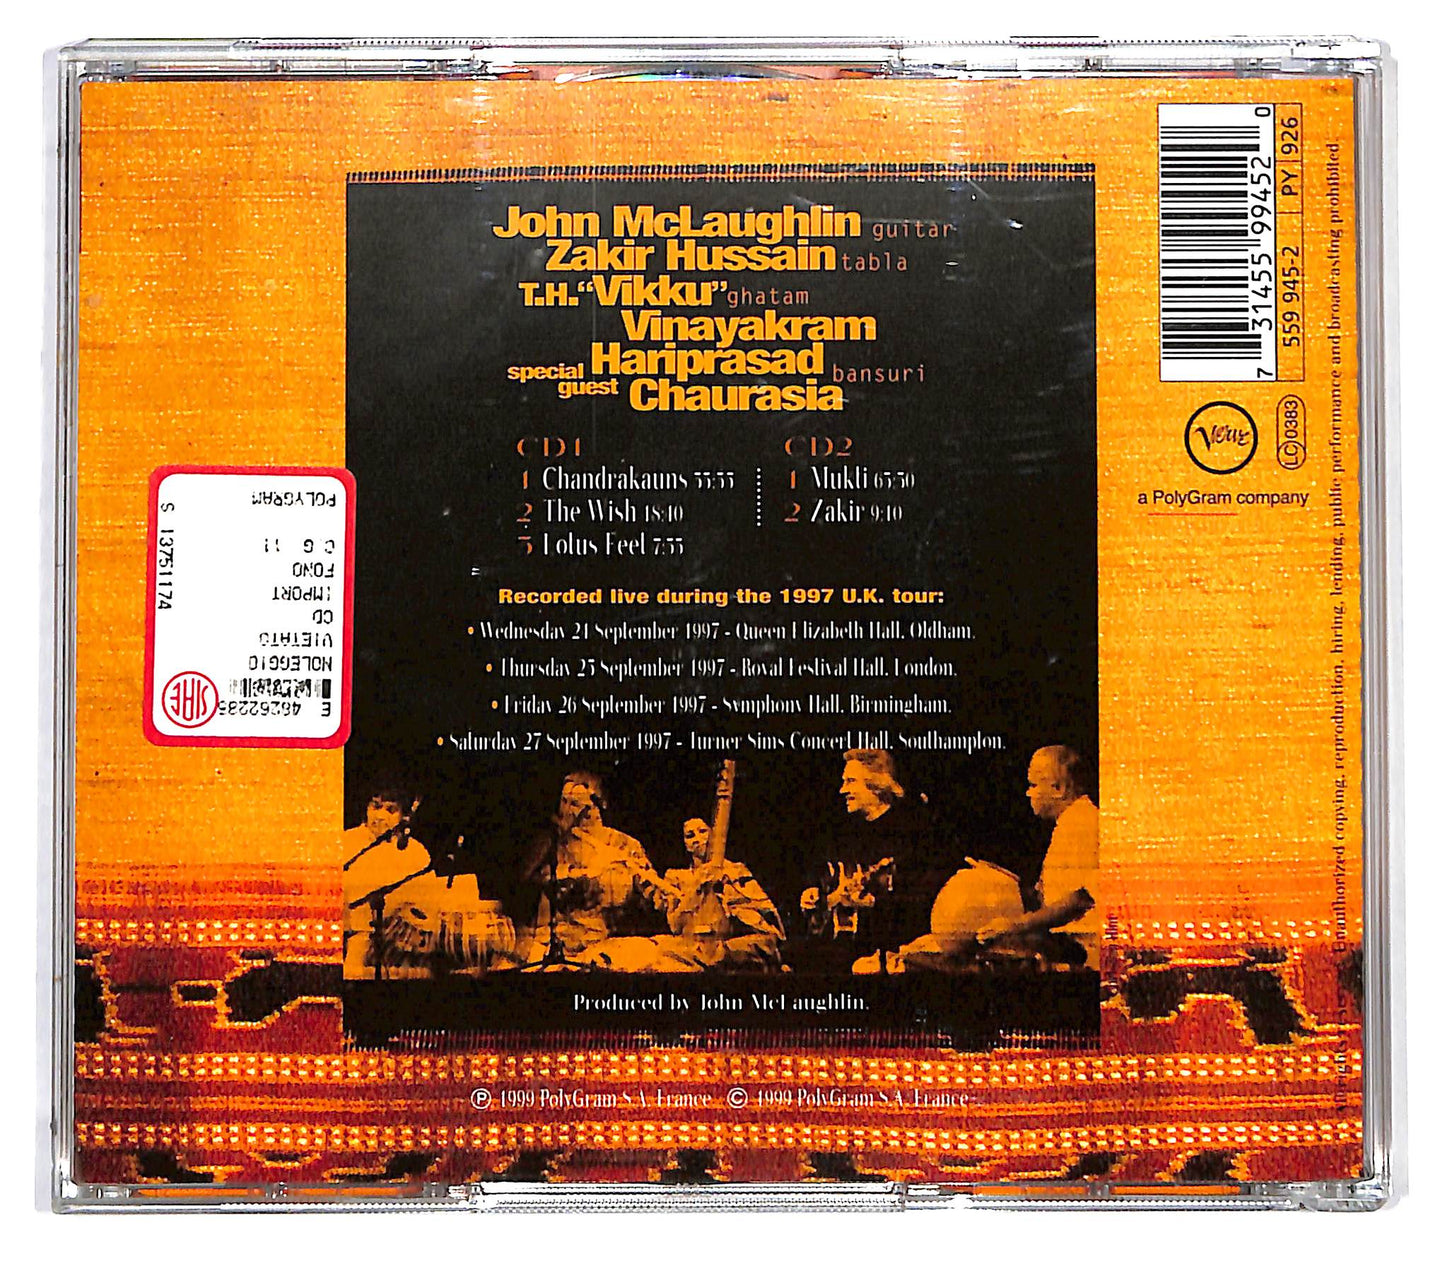 John McLaughlin guitar
Zakir Hussain tabla
T.H. “Vikku” ghatam
Vinayakram
special guest Hariprasad Chaurasia bansuri
CD1
1 Chandrakauns 33:33
2 The Wish 18:40
3 Lotus Feet 7:33
CD2
1 Mukti 63:30
2 Zakir 9:10
Recorded live during the 1997 U.K. tour:
• Wednesday 24 September 1997 - Queen Elizabeth Hall, Oldham.
• Thursday 25 September 1997 - Royal Festival Hall, London.
• Friday 26 September 1997 - Symphony Hall, Birmingham.
• Saturday 27 September 1997 - Turner Sims Concert Hall, Southampton.
Produced by John McLaughlin.
℗ 1999 PolyGram S.A. France © 1999 PolyGram S.A. France
7 31455 99452 0
559 945-2 PY 926
Verve
LC 0383
a PolyGram company
Unauthorized copying, reproduction, hiring, lending, public performance and broadcasting prohibited.
POLYGRAM
S 13751174
C G 11
FONO
IMPORT
CD
VIETATO
NOLEGGIO
SIAE